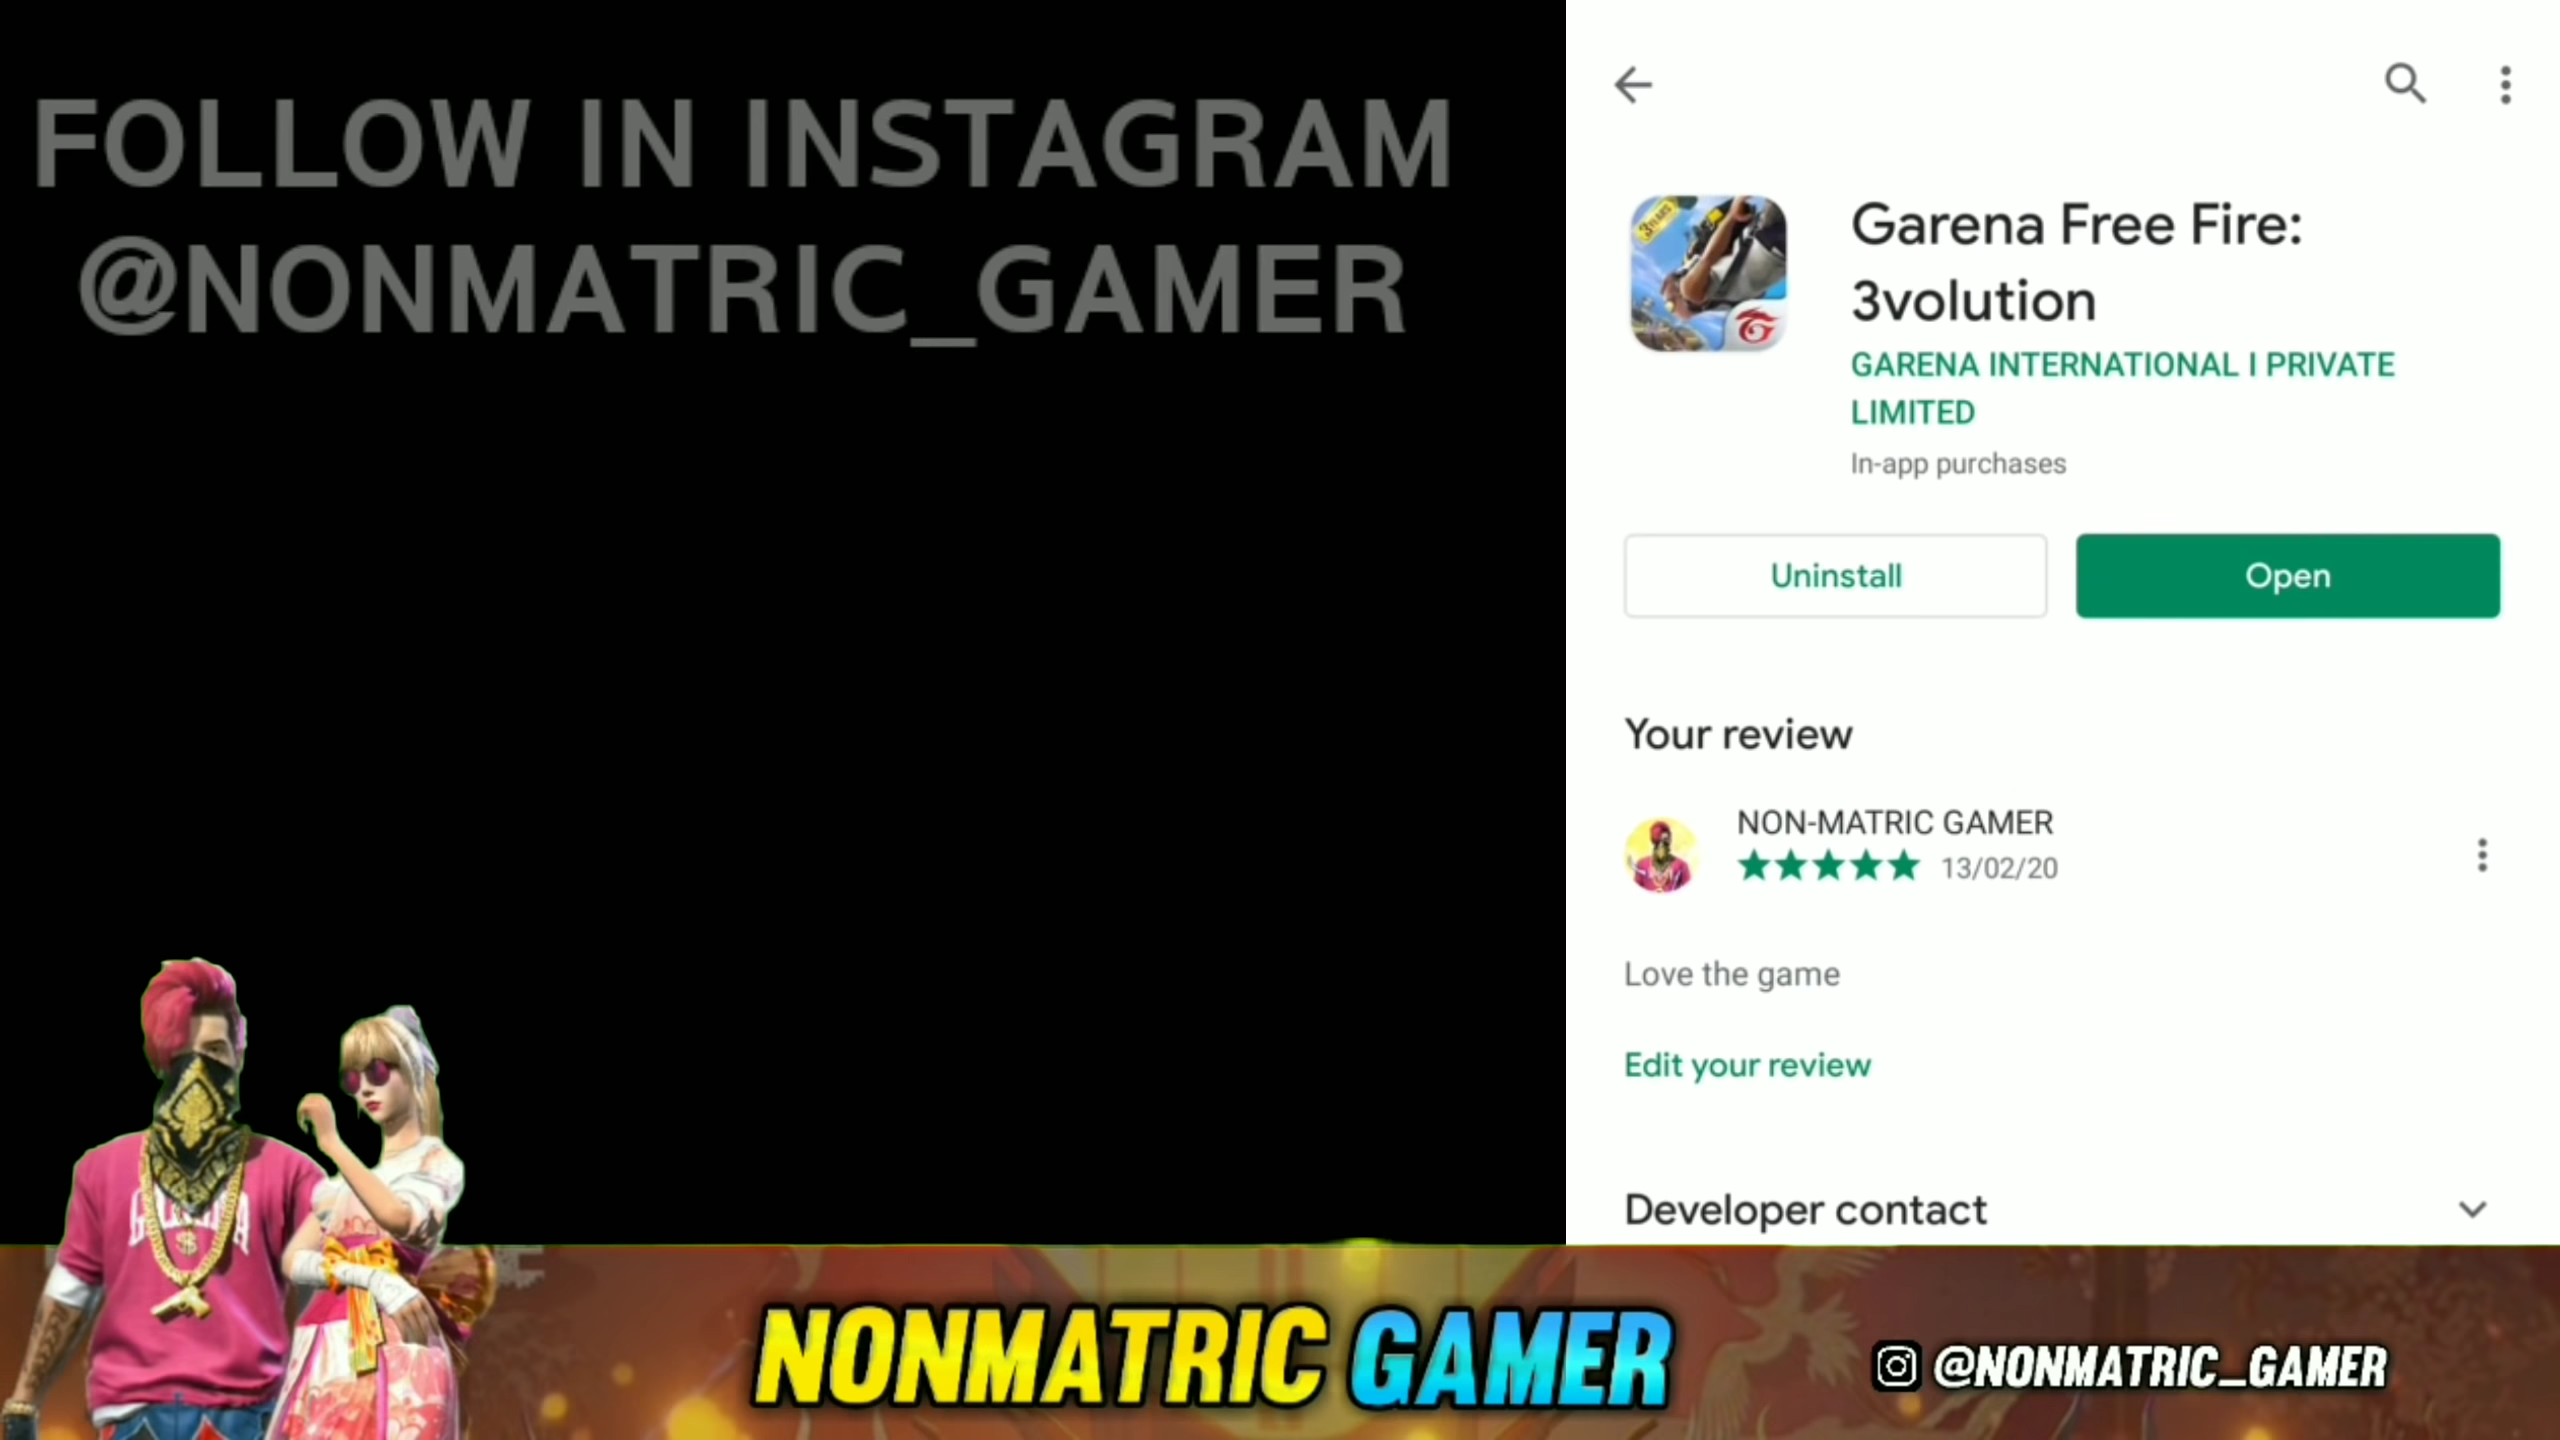 FOLLOW IN INSTAGRAM
@NONMATRIC_GAMER
Garena Free Fire:
3volution
GARENA INTERNATIONAL I PRIVATE
LIMITED
In-app purchases
Uninstall
Open
Your review
NON-MATRIC GAMER
13/02/20
Love the game
Edit your review
Developer contact
NONMATRIC GAMER
@NONMATRIC_GAMER